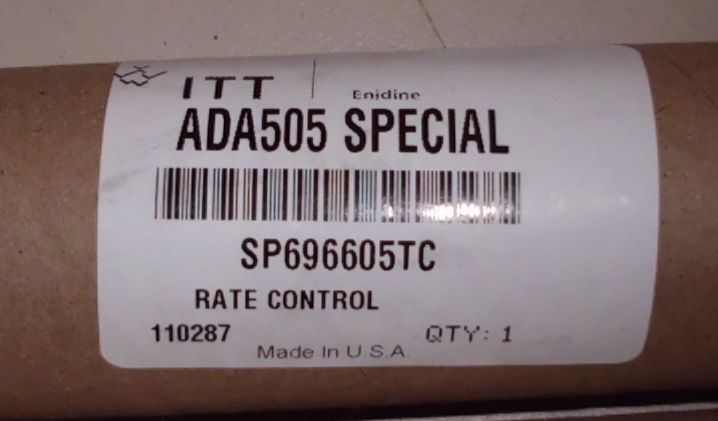 ITT Enidine
ADA505 SPECIAL
SP696605TC
RATE CONTROL
110287 QTY: 1
Made In U.S.A.